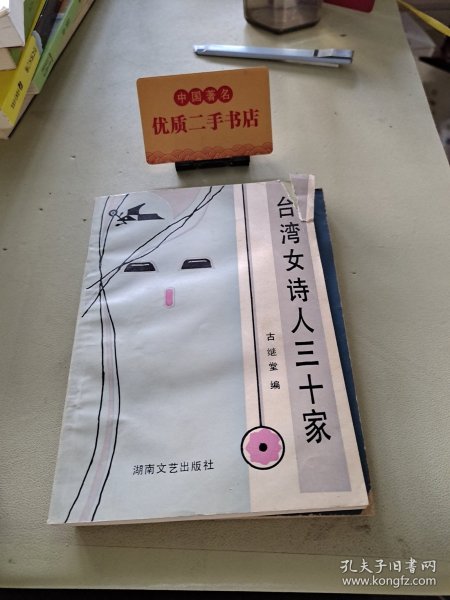 中国著名
优质二手书店
台湾女诗人三十家
古继堂 编
湖南文艺出版社
孔夫子旧书网
www.kongfz.com